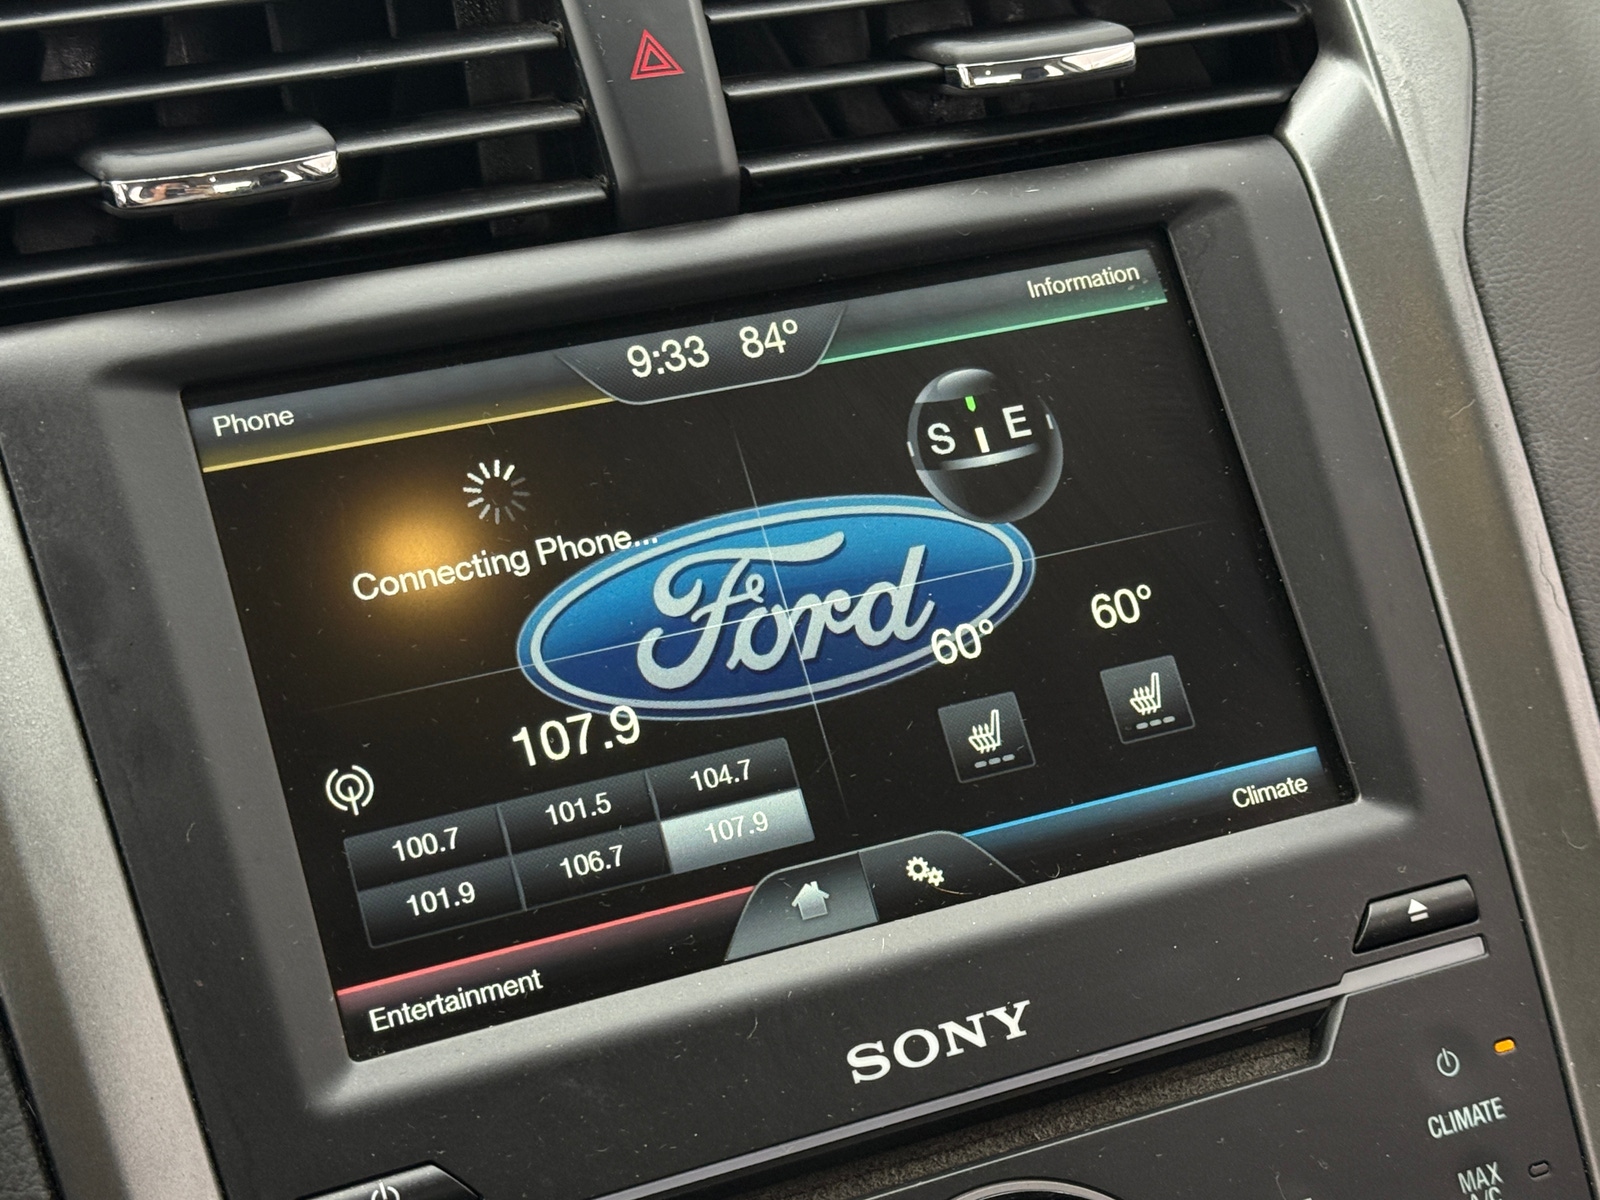 Information
9:33 84°
Phone
S E
Connecting Phone...
Ford
60° 60°
107.9
100.7 101.5 104.7
101.9 106.7 107.9
Climate
Entertainment
SONY
CLIMATE
MAX
A/C